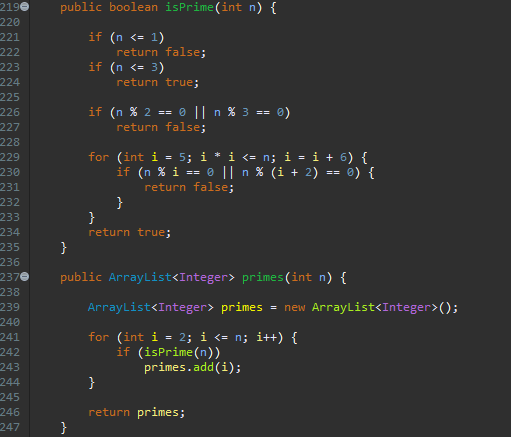 219 public boolean isPrime(int n) {
220
221 if (n <= 1)
222 return false;
223 if (n <= 3)
224 return true;
225
226 if (n % 2 == 0 || n % 3 == 0)
227 return false;
228
229 for (int i = 5; i * i <= n; i = i + 6) {
230 if (n % i == 0 || n % (i + 2) == 0) {
231 return false;
232 }
233 }
234 return true;
235 }
236
237 public ArrayList<Integer> primes(int n) {
238
239 ArrayList<Integer> primes = new ArrayList<Integer>();
240
241 for (int i = 2; i <= n; i++) {
242 if (isPrime(n))
243 primes.add(i);
244 }
245
246 return primes;
247 }